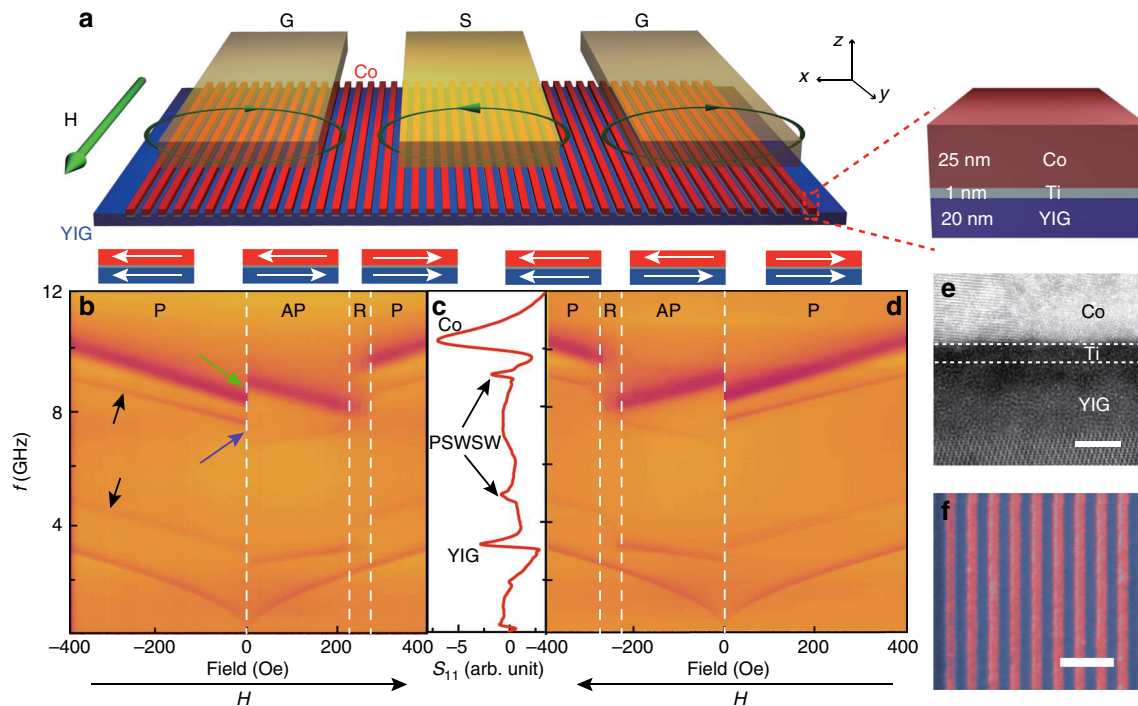 a
G
S
G
Co
z
x
y
H
YIG
25 nm
Co
1 nm
Ti
20 nm
YIG
12
8
4
f (GHz)
b
P
AP
R
P
c
Co
PSWSW
YIG
P
R
AP
P
d
−400
−200
0
200
400
Field (Oe)
H
−5
0
S11 (arb. unit)
−400
−200
0
200
400
Field (Oe)
H
e
Co
Ti
YIG
f